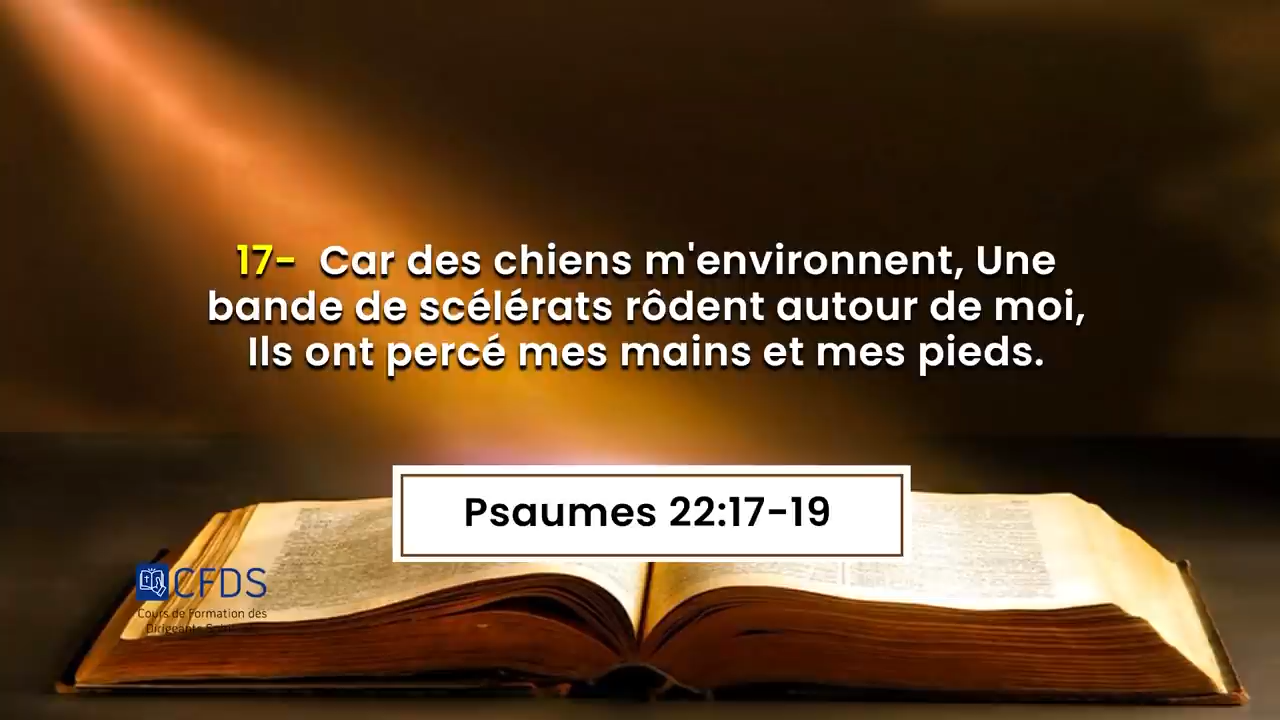 17- Car des chiens m'environnent, Une
bande de scélérats rôdent autour de moi,
Ils ont percé mes mains et mes pieds.
Psaumes 22:17-19
CFDS
Cours de Formation des
Dirigeants